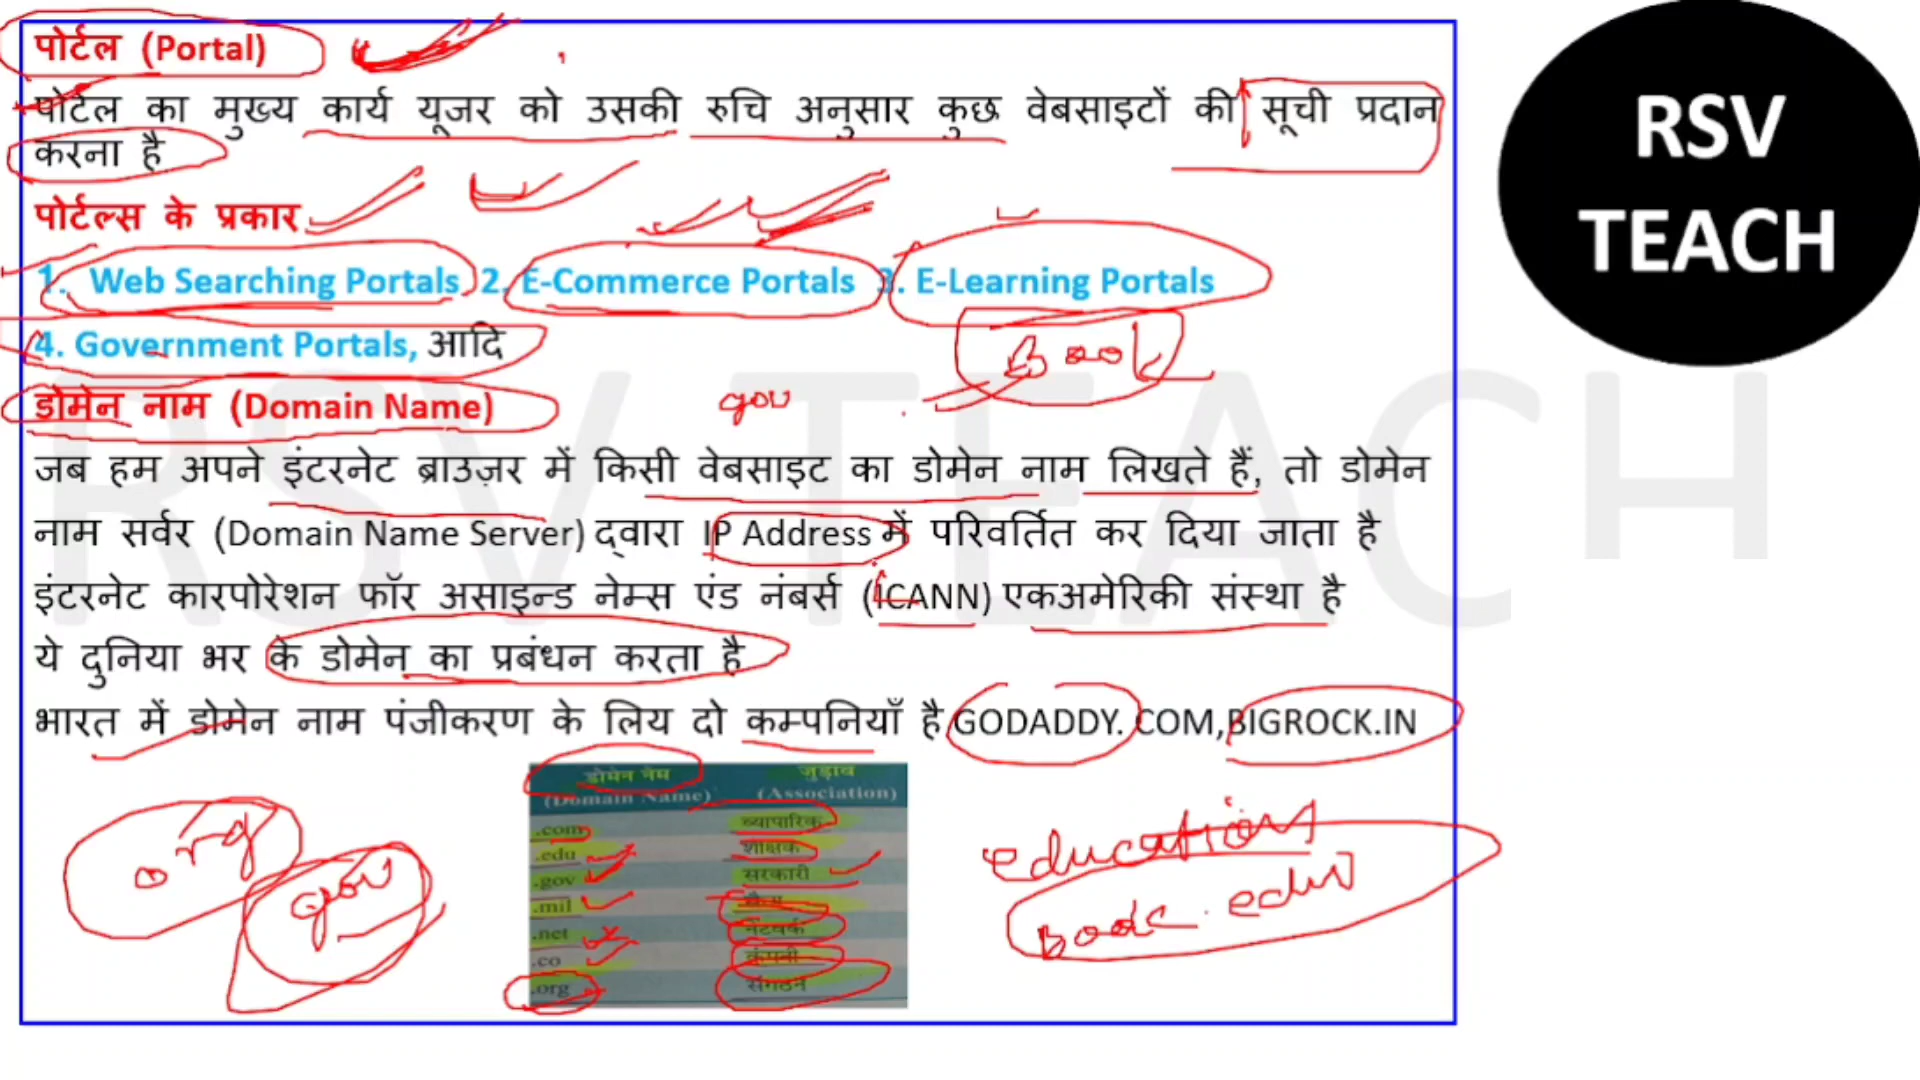 पोर्टल (Portal)
पोर्टल का मुख्य कार्य यूजर को उसकी रुचि अनुसार कुछ वेबसाइटों की सूची प्रदान
करना है
पोर्टल्स के प्रकार
1. Web Searching Portals, 2. E-Commerce Portals 3. E-Learning Portals
4. Government Portals, आदि
Book
डोमेन नाम (Domain Name)
gov
जब हम अपने इंटरनेट ब्राउज़र में किसी वेबसाइट का डोमेन नाम लिखते हैं, तो डोमेन
नाम सर्वर (Domain Name Server) द्वारा IP Address में परिवर्तित कर दिया जाता है
इंटरनेट कारपोरेशन फॉर असाइन्ड नेम्स एंड नंबर्स (ICANN) एकअमेरिकी संस्था है
ये दुनिया भर के डोमेन का प्रबंधन करता है
भारत में डोमेन नाम पंजीकरण के लिय दो कम्पनियाँ है GODADDY. COM,BIGROCK.IN
डोमेन नेम जुड़ाव
(Domain Name) (Association)
.com व्यापारिक
.edu शैक्षिक
.gov सरकारी
.mil
.net नेटवर्क
.co कंपनी
.org संगठन
org
gov
education
Book.edu
RSV
TEACH
RSV TEACH